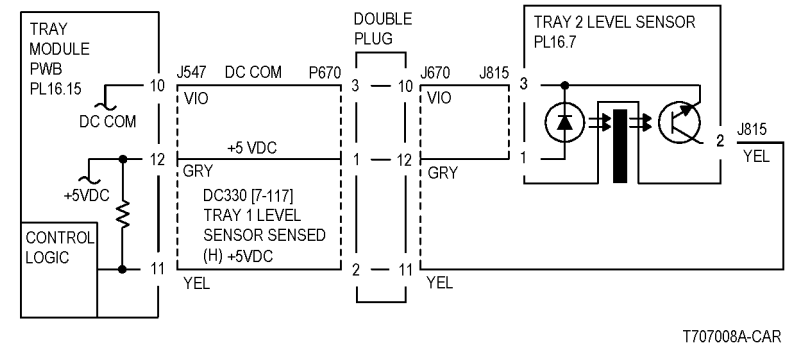 TRAY
MODULE
PWB
PL16.15
10
DC COM
12
+5VDC
CONTROL
LOGIC
11
J547
DC COM
P670
VIO
+5 VDC
GRY
DC330 [7-117]
TRAY 1 LEVEL
SENSOR SENSED
(H) +5VDC
YEL
DOUBLE
PLUG
3
10
1
12
2
11
J670
J815
VIO
GRY
YEL
TRAY 2 LEVEL SENSOR
PL16.7
3
1
2
J815
YEL
T707008A-CAR